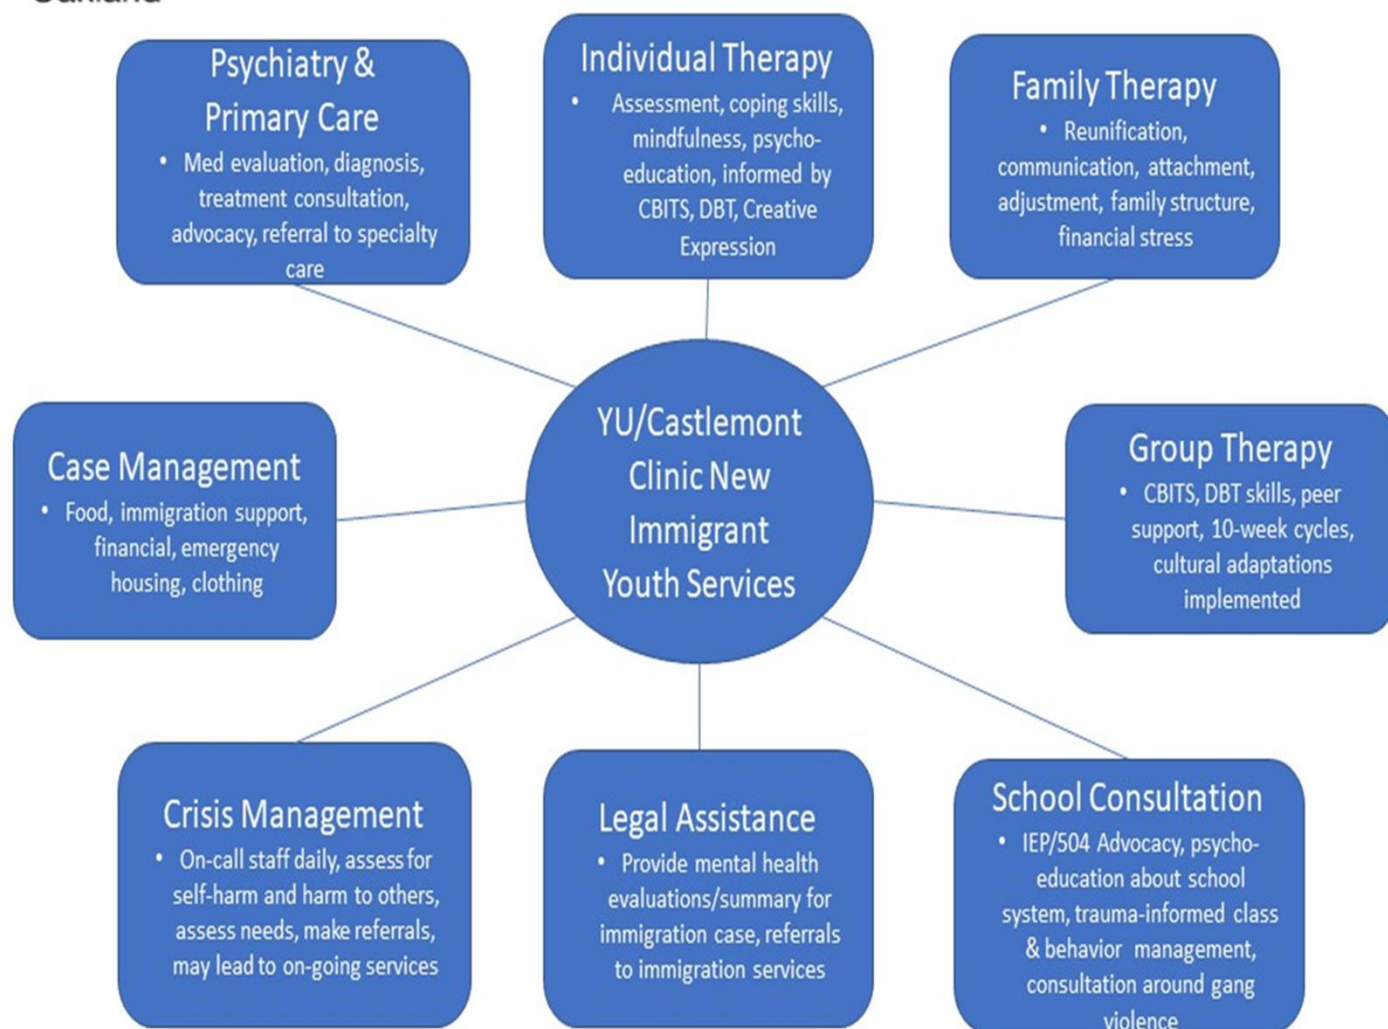 Oakland
Psychiatry &
Primary Care
• Med evaluation, diagnosis,
treatment consultation,
advocacy, referral to specialty
care
Individual Therapy
• Assessment, coping skills,
mindfulness, psycho-
education, informed by
CBITS, DBT, Creative
Expression
Family Therapy
• Reunification,
communication, attachment,
adjustment, family structure,
financial stress
Case Management
• Food, immigration support,
financial, emergency
housing, clothing
YU/Castlemont
Clinic New
Immigrant
Youth Services
Group Therapy
• CBITS, DBT skills, peer
support, 10-week cycles,
cultural adaptations
implemented
Crisis Management
• On-call staff daily, assess for
self-harm and harm to others,
assess needs, make referrals,
may lead to on-going services
Legal Assistance
• Provide mental health
evaluations/summary for
immigration case, referrals
to immigration services
School Consultation
• IEP/504 Advocacy, psycho-
education about school
system, trauma-informed class
& behavior management,
consultation around gang
violence